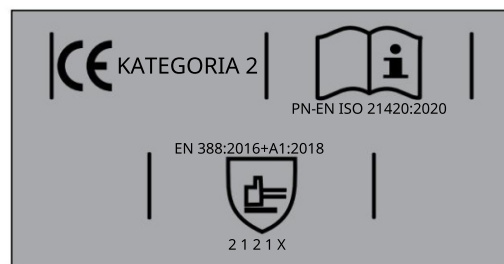 CE KATEGORIA 2
i
PN-EN ISO 21420:2020
EN 388:2016+A1:2018
2 1 2 1 X